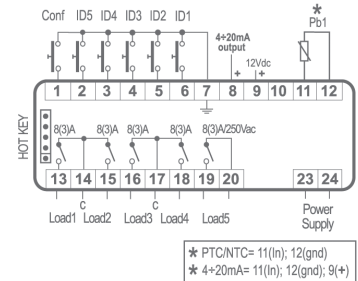 Conf ID5 ID4 ID3 ID2 ID1
*
Pb1
4÷20mA
output
12Vdc
+ +
1 2 3 4 5 6 7 8 9 10 11 12
HOT KEY
8(3)A 8(3)A 8(3)A 8(3)A/250Vac
13 14 15 16 17 18 19 20 23 24
C C
Load1 Load2 Load3 Load4 Load5
Power
Supply
* PTC/NTC= 11(In); 12(gnd)
* 4÷20mA= 11(In); 12(gnd); 9(+)